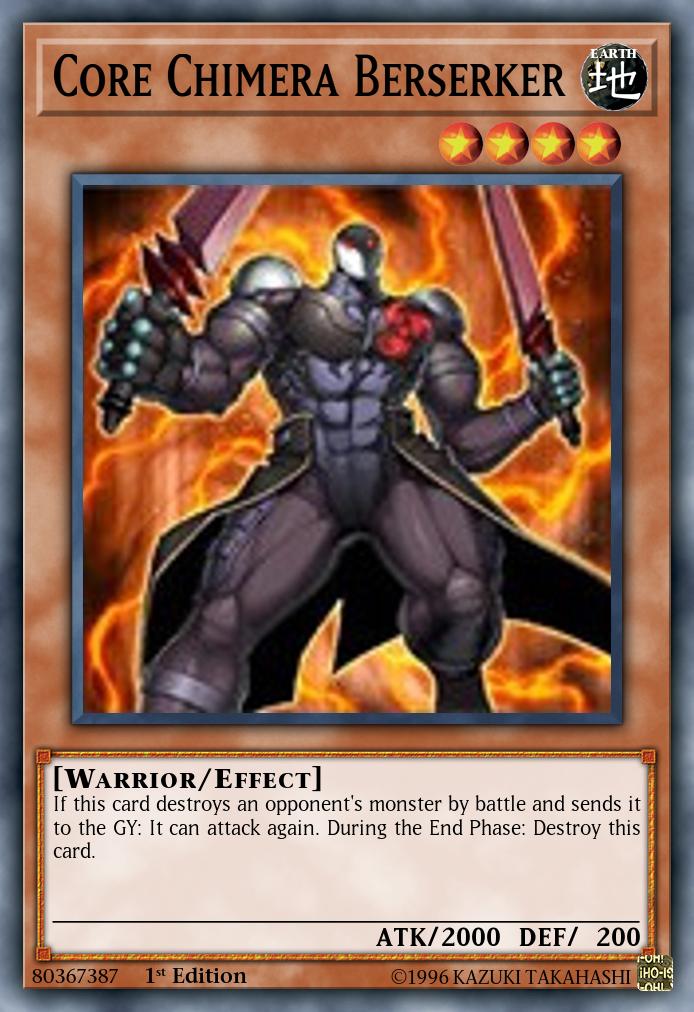 Core Chimera Berserker
EARTH
地
[Warrior/Effect]
If this card destroys an opponent's monster by battle and sends it
to the GY: It can attack again. During the End Phase: Destroy this
card.
ATK/2000 DEF/ 200
80367387 1st Edition ©1996 KAZUKI TAKAHASHI